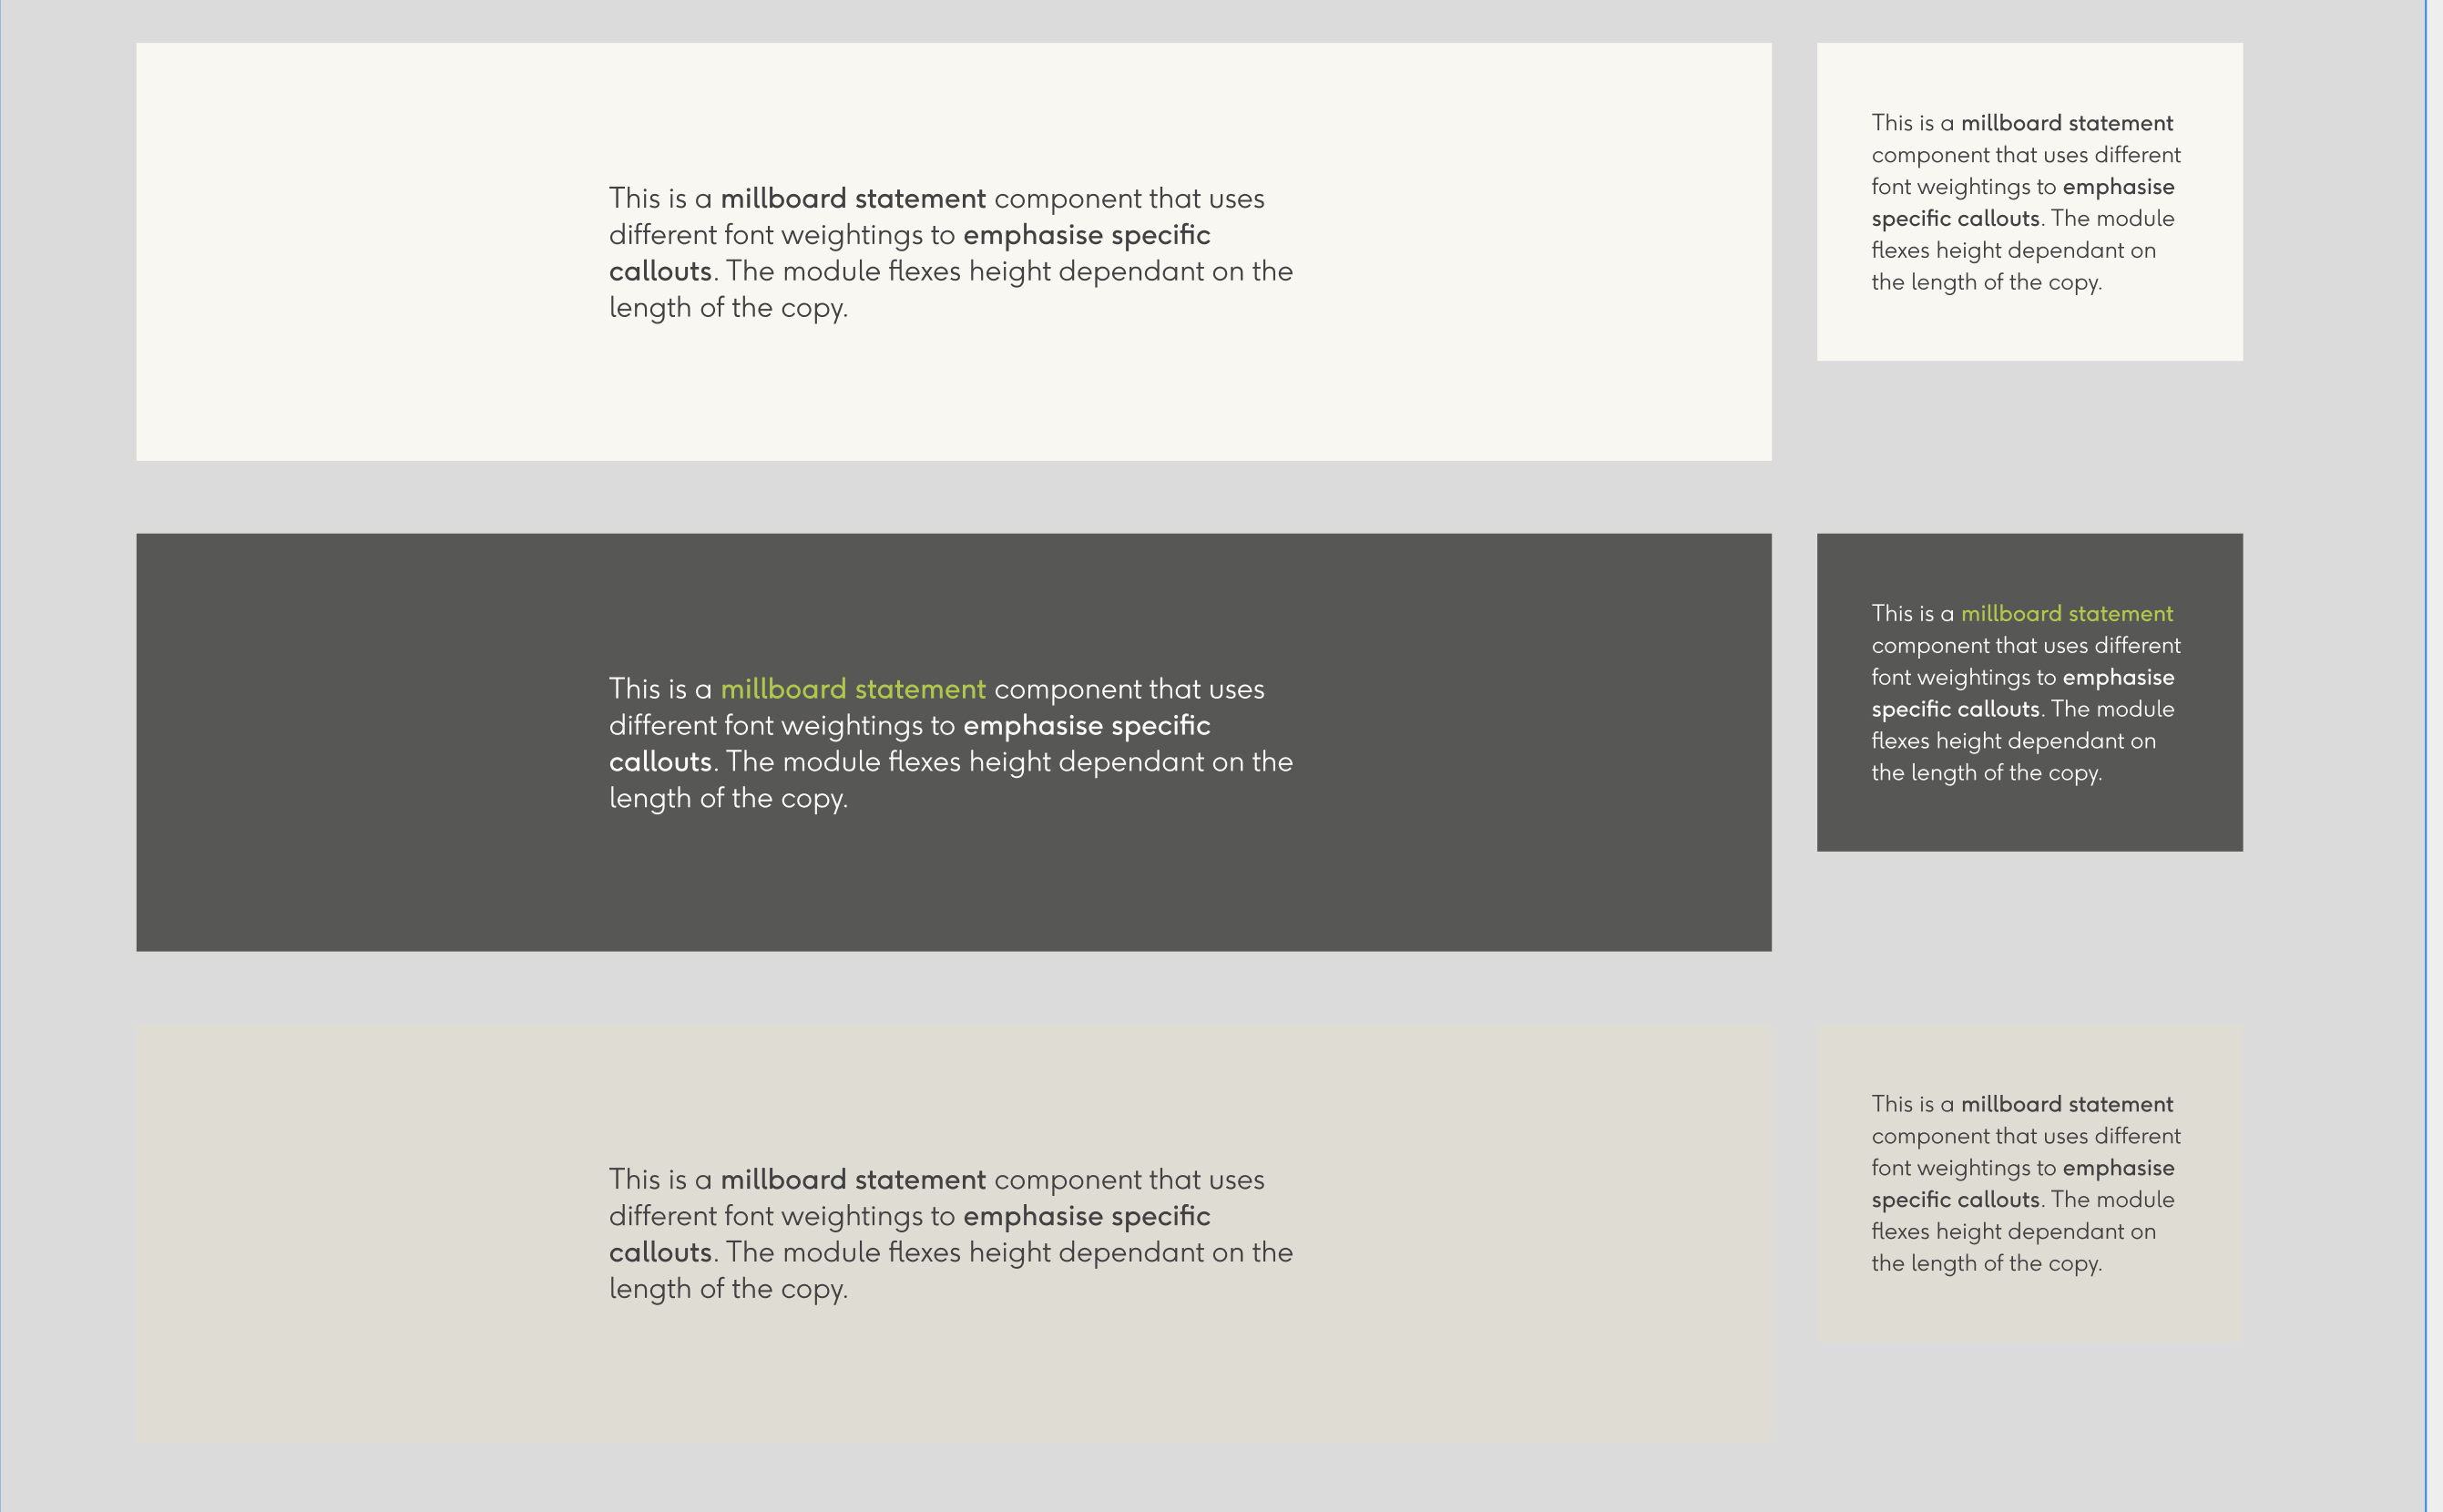 This is a millboard statement component that uses
different font weightings to emphasise specific
callouts. The module flexes height dependant on the
length of the copy.
This is a millboard statement
component that uses different
font weightings to emphasise
specific callouts. The module
flexes height dependant on
the length of the copy.
This is a millboard statement component that uses
different font weightings to emphasise specific
callouts. The module flexes height dependant on the
length of the copy.
This is a millboard statement
component that uses different
font weightings to emphasise
specific callouts. The module
flexes height dependant on
the length of the copy.
This is a millboard statement component that uses
different font weightings to emphasise specific
callouts. The module flexes height dependant on the
length of the copy.
This is a millboard statement
component that uses different
font weightings to emphasise
specific callouts. The module
flexes height dependant on
the length of the copy.